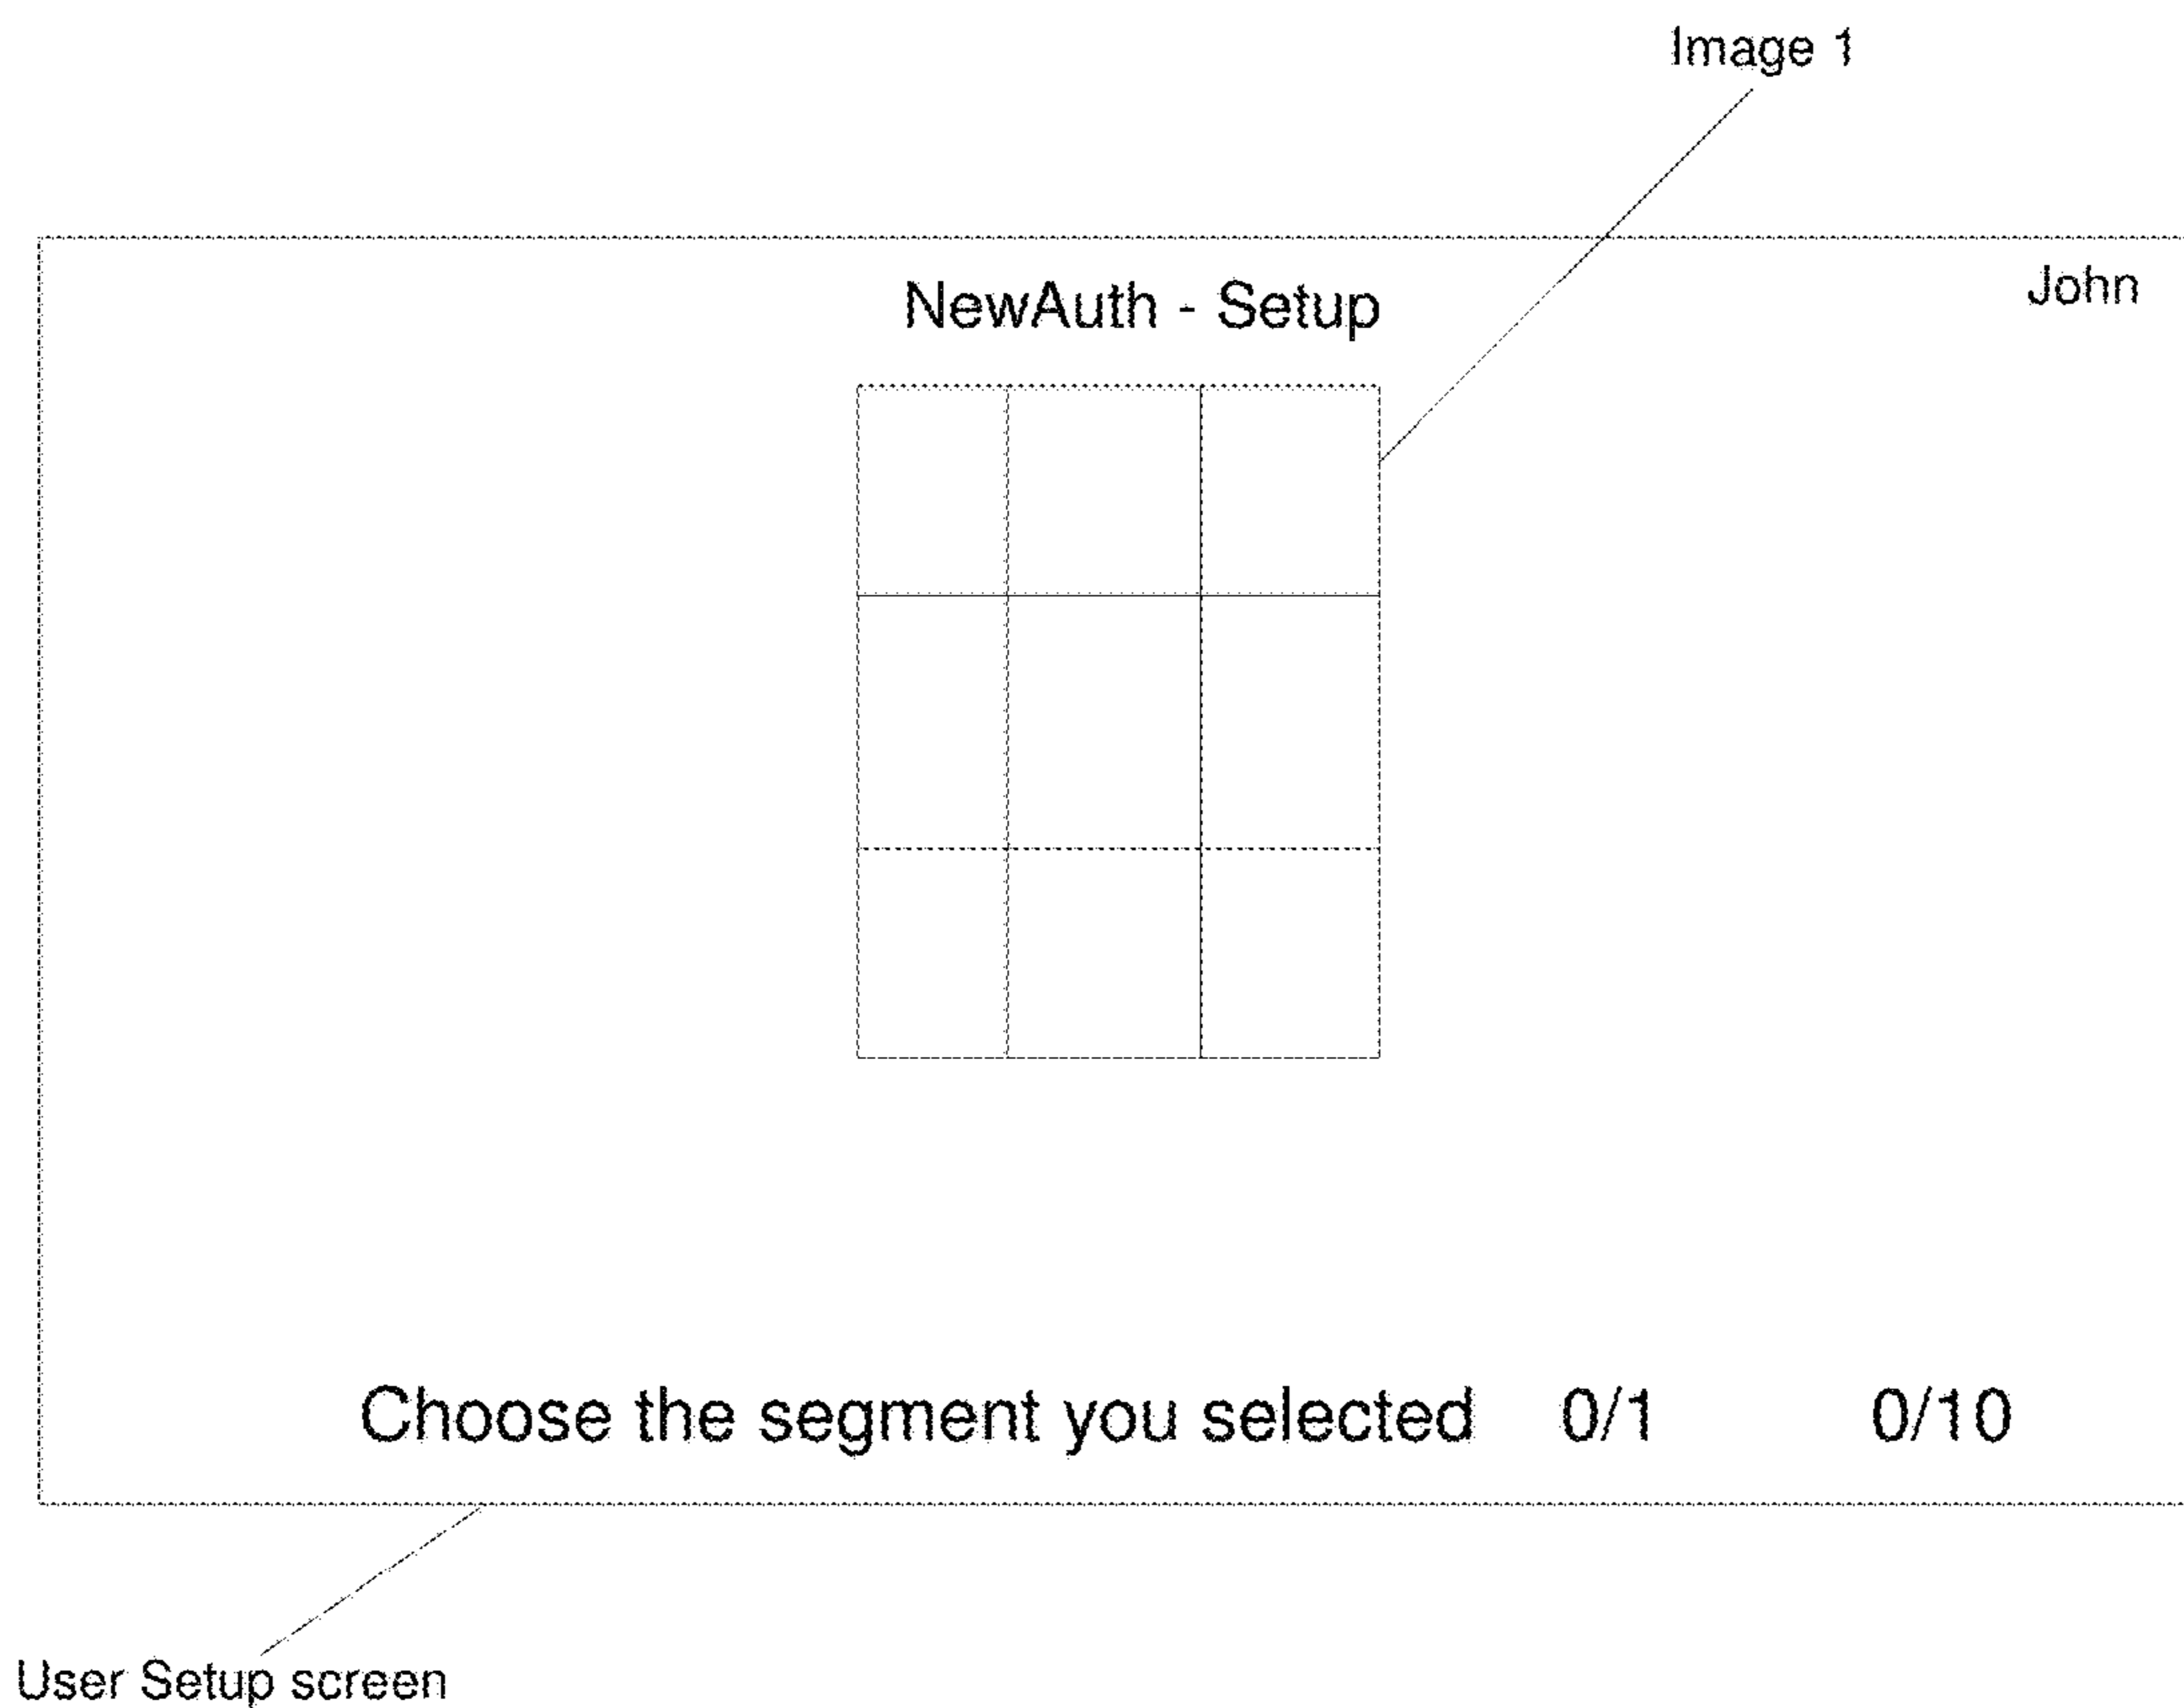 Image 1
NewAuth - Setup
John
Choose the segment you selected 0/1 0/10
User Setup screen